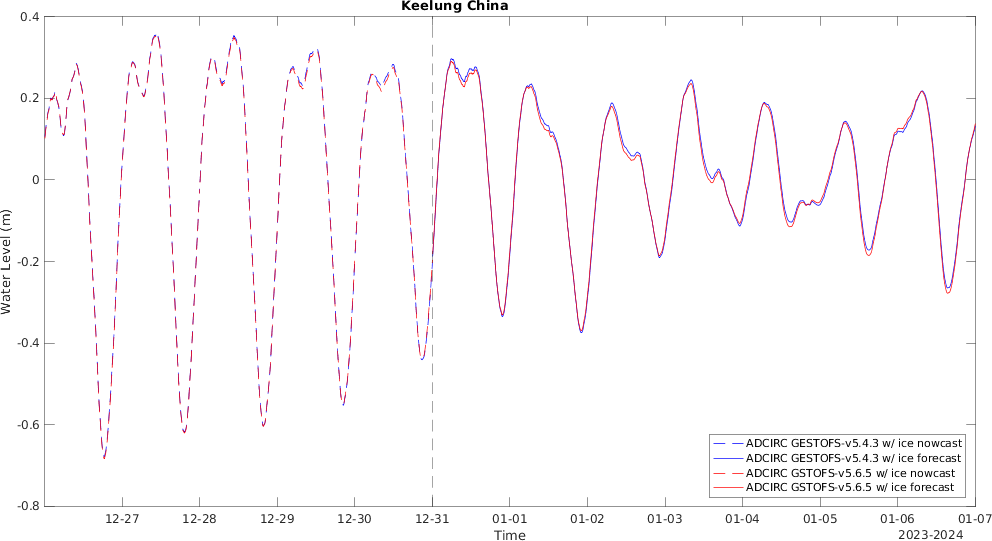 Keelung China
0.4
0.2
0
-0.2
-0.4
-0.6
-0.8
Water Level (m)
ADCIRC GESTOFS-v5.4.3 w/ ice nowcast
ADCIRC GESTOFS-v5.4.3 w/ ice forecast
ADCIRC GSTOFS-v5.6.5 w/ ice nowcast
ADCIRC GSTOFS-v5.6.5 w/ ice forecast
12-27 12-28 12-29 12-30 12-31 01-01 01-02 01-03 01-04 01-05 01-06 01-07
Time
2023-2024